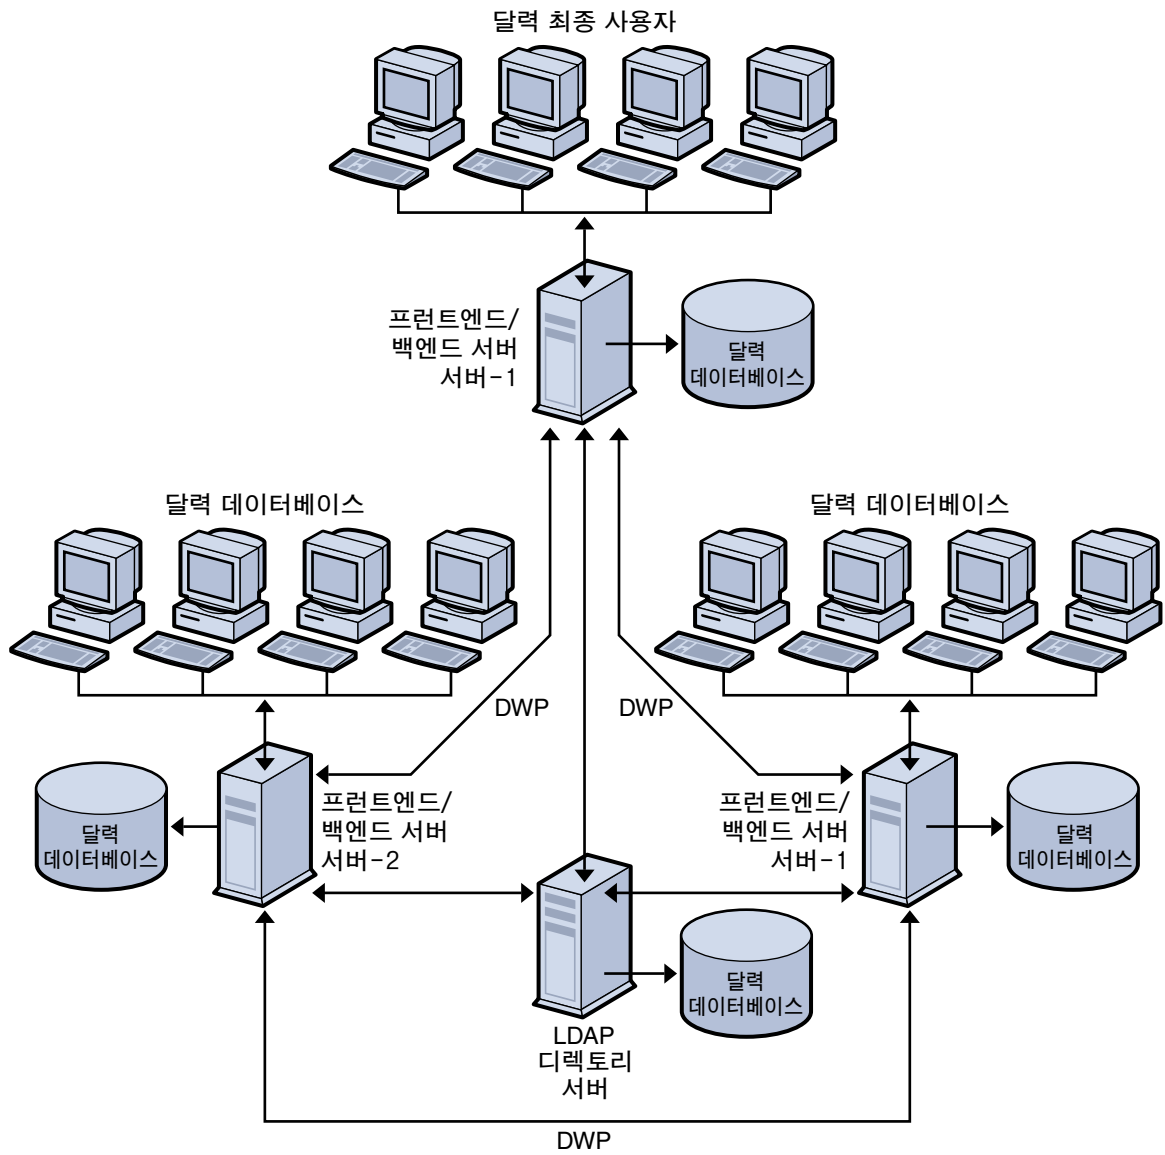 달력 최종 사용자
프런트엔드/
백엔드 서버
서버-1
달력
데이터베이스
달력 데이터베이스
달력 데이터베이스
DWP
DWP
달력
데이터베이스
프런트엔드/
백엔드 서버
서버-2
프런트엔드/
백엔드 서버
서버-1
달력
데이터베이스
달력
데이터베이스
LDAP
디렉토리
서버
DWP